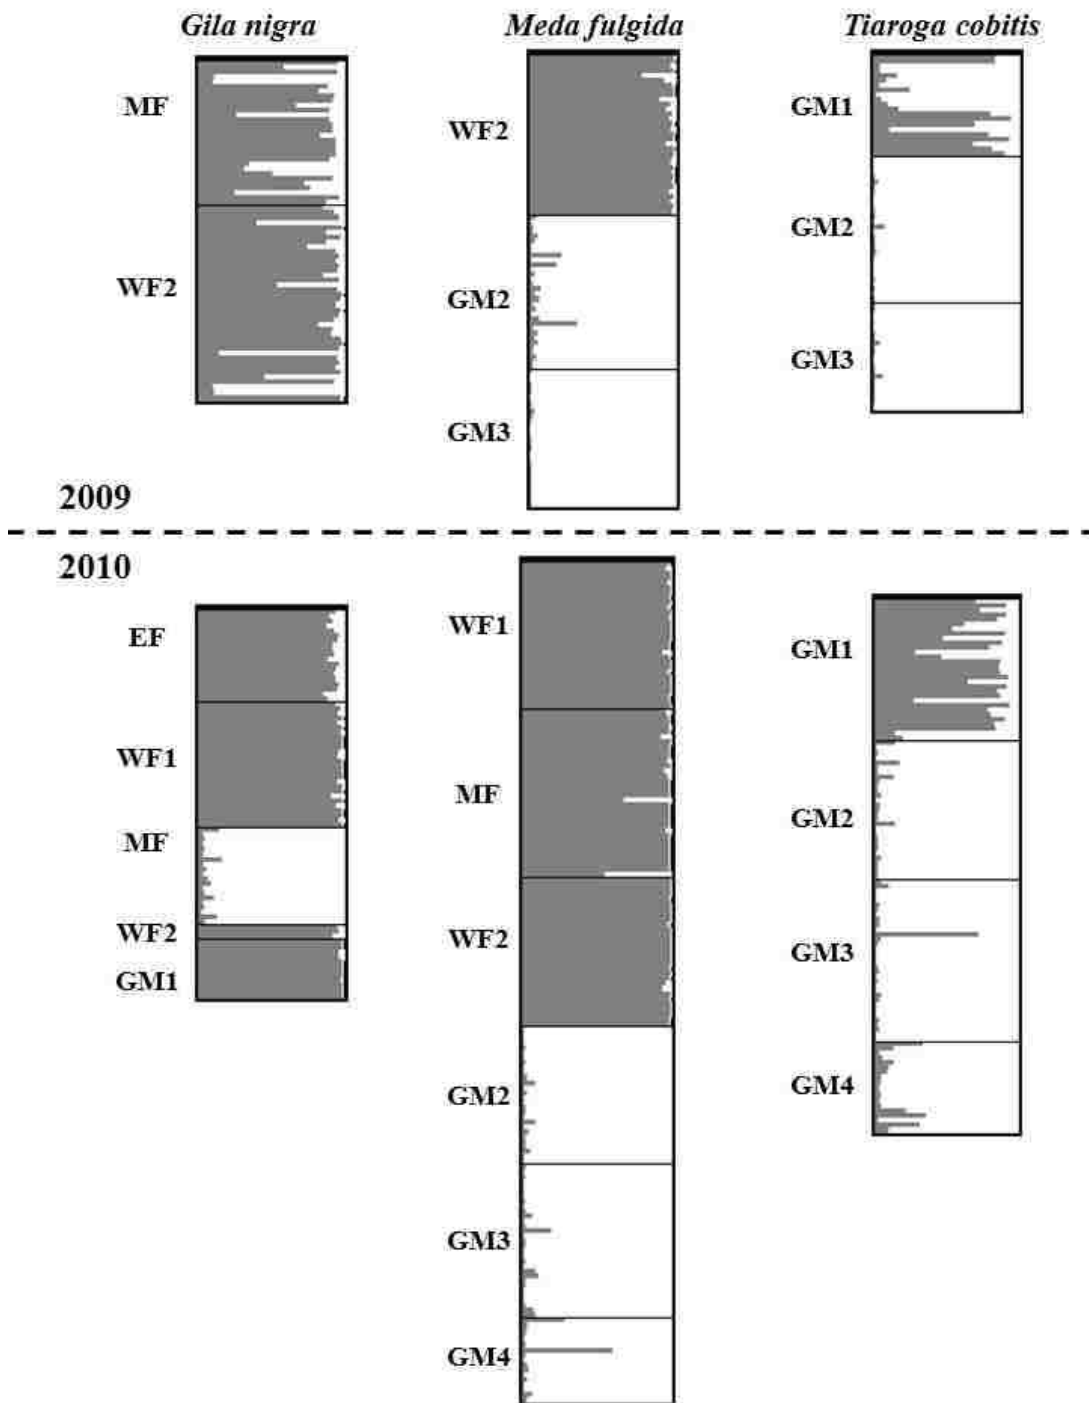 Gila nigra
Meda fulgida
Tiaroga cobitis
MF
WF2
WF2
GM2
GM3
GM1
GM2
GM3
2009
2010
EF
WF1
MF
WF2
GM1
WF1
MF
WF2
GM2
GM3
GM4
GM1
GM2
GM3
GM4